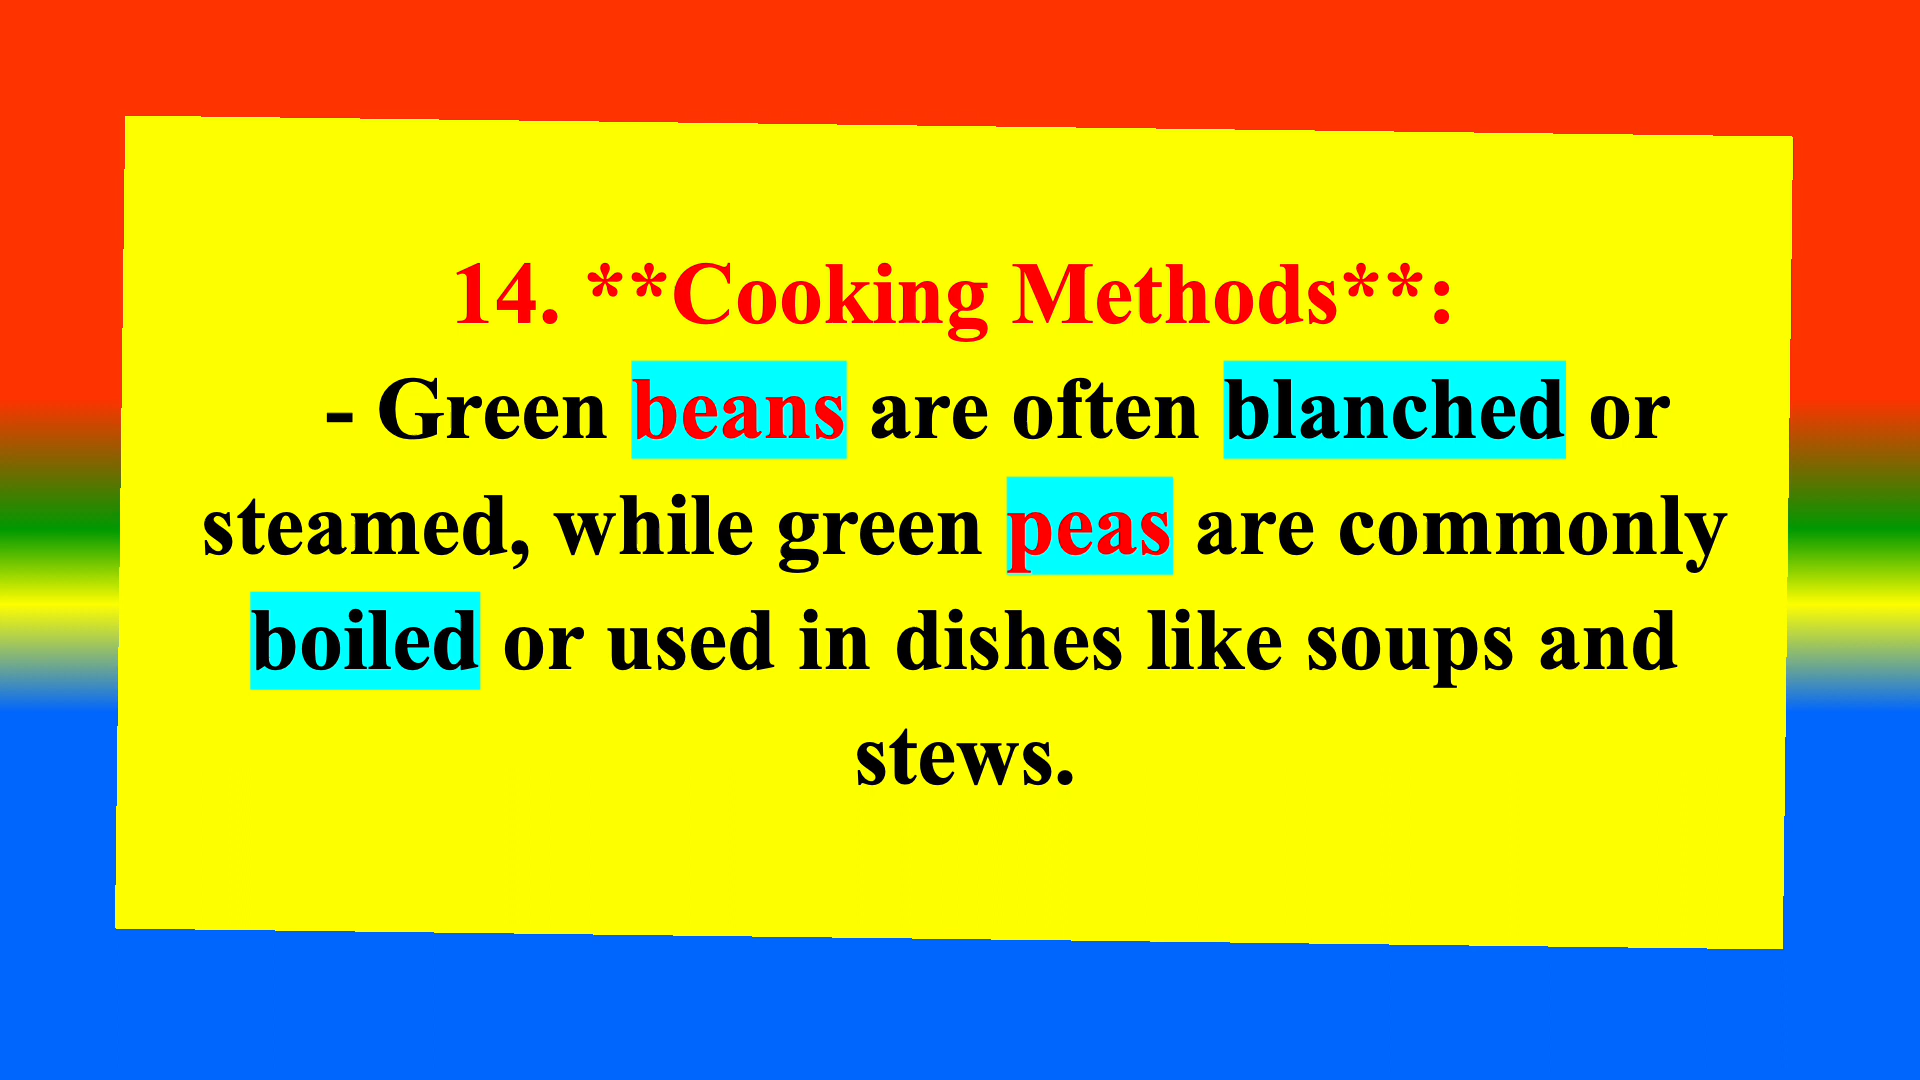 14. **Cooking Methods**:
- Green beans are often blanched or
steamed, while green peas are commonly
boiled or used in dishes like soups and
stews.